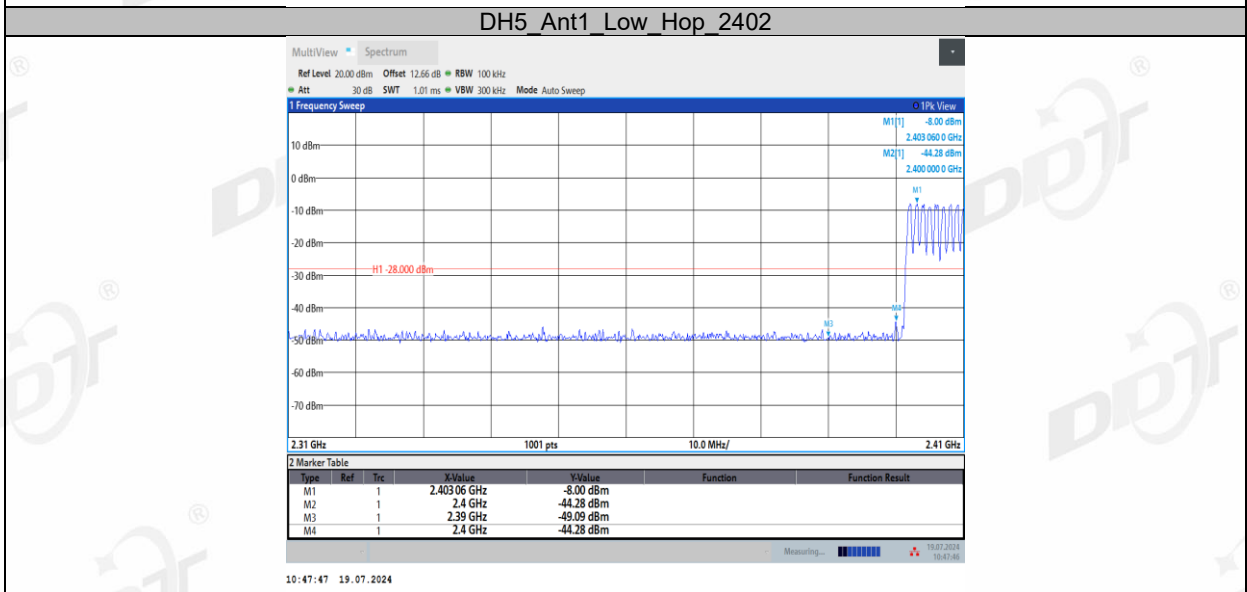 DH5_Ant1_Low_Hop_2402
MultiView Spectrum
Ref Level 20.00 dBm Offset 12.66 dB RBW 100 kHz
Att 30 dB SWT 1.01 ms VBW 300 kHz Mode Auto Sweep
1 Frequency Sweep 1Pk View
M1[1] -8.00 dBm
2.403 060 0 GHz
M2[1] -44.28 dBm
2.400 000 0 GHz
10 dBm
0 dBm
M1
-10 dBm
-20 dBm
H1 -28.000 dBm
-30 dBm
-40 dBm
M3
-50 dBm
-60 dBm
-70 dBm
2.31 GHz 1001 pts 10.0 MHz/ 2.41 GHz
2 Marker Table
Type Ref Trc X-Value Y-Value Function Function Result
M1 1 2.403 06 GHz -8.00 dBm
M2 1 2.4 GHz -44.28 dBm
M3 1 2.39 GHz -49.09 dBm
M4 1 2.4 GHz -44.28 dBm
Measuring... 19.07.2024
10:47:46
10:47:47 19.07.2024
DDT
DDT
DDT
DDT